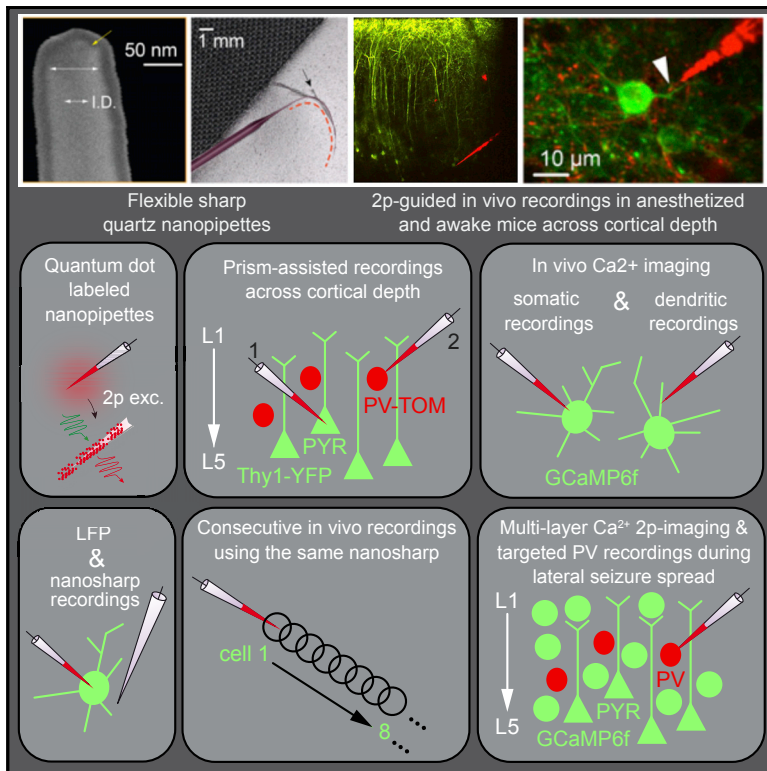 50 nm
I.D.
1 mm
10 µm
Flexible sharp
quartz nanopipettes
2p-guided in vivo recordings in anesthetized
and awake mice across cortical depth
Quantum dot
labeled
nanopipettes
2p exc.
Prism-assisted recordings
across cortical depth
L1
L5
1
2
PV-TOM
PYR
Thy1-YFP
In vivo Ca2+ imaging
somatic & dendritic
recordings recordings
GCaMP6f
LFP
&
nanosharp
recordings
Consecutive in vivo recordings
using the same nanosharp
cell 1
8
Multi-layer Ca²⁺ 2p-imaging &
targeted PV recordings during
lateral seizure spread
L1
L5
PV
PYR
GCaMP6f